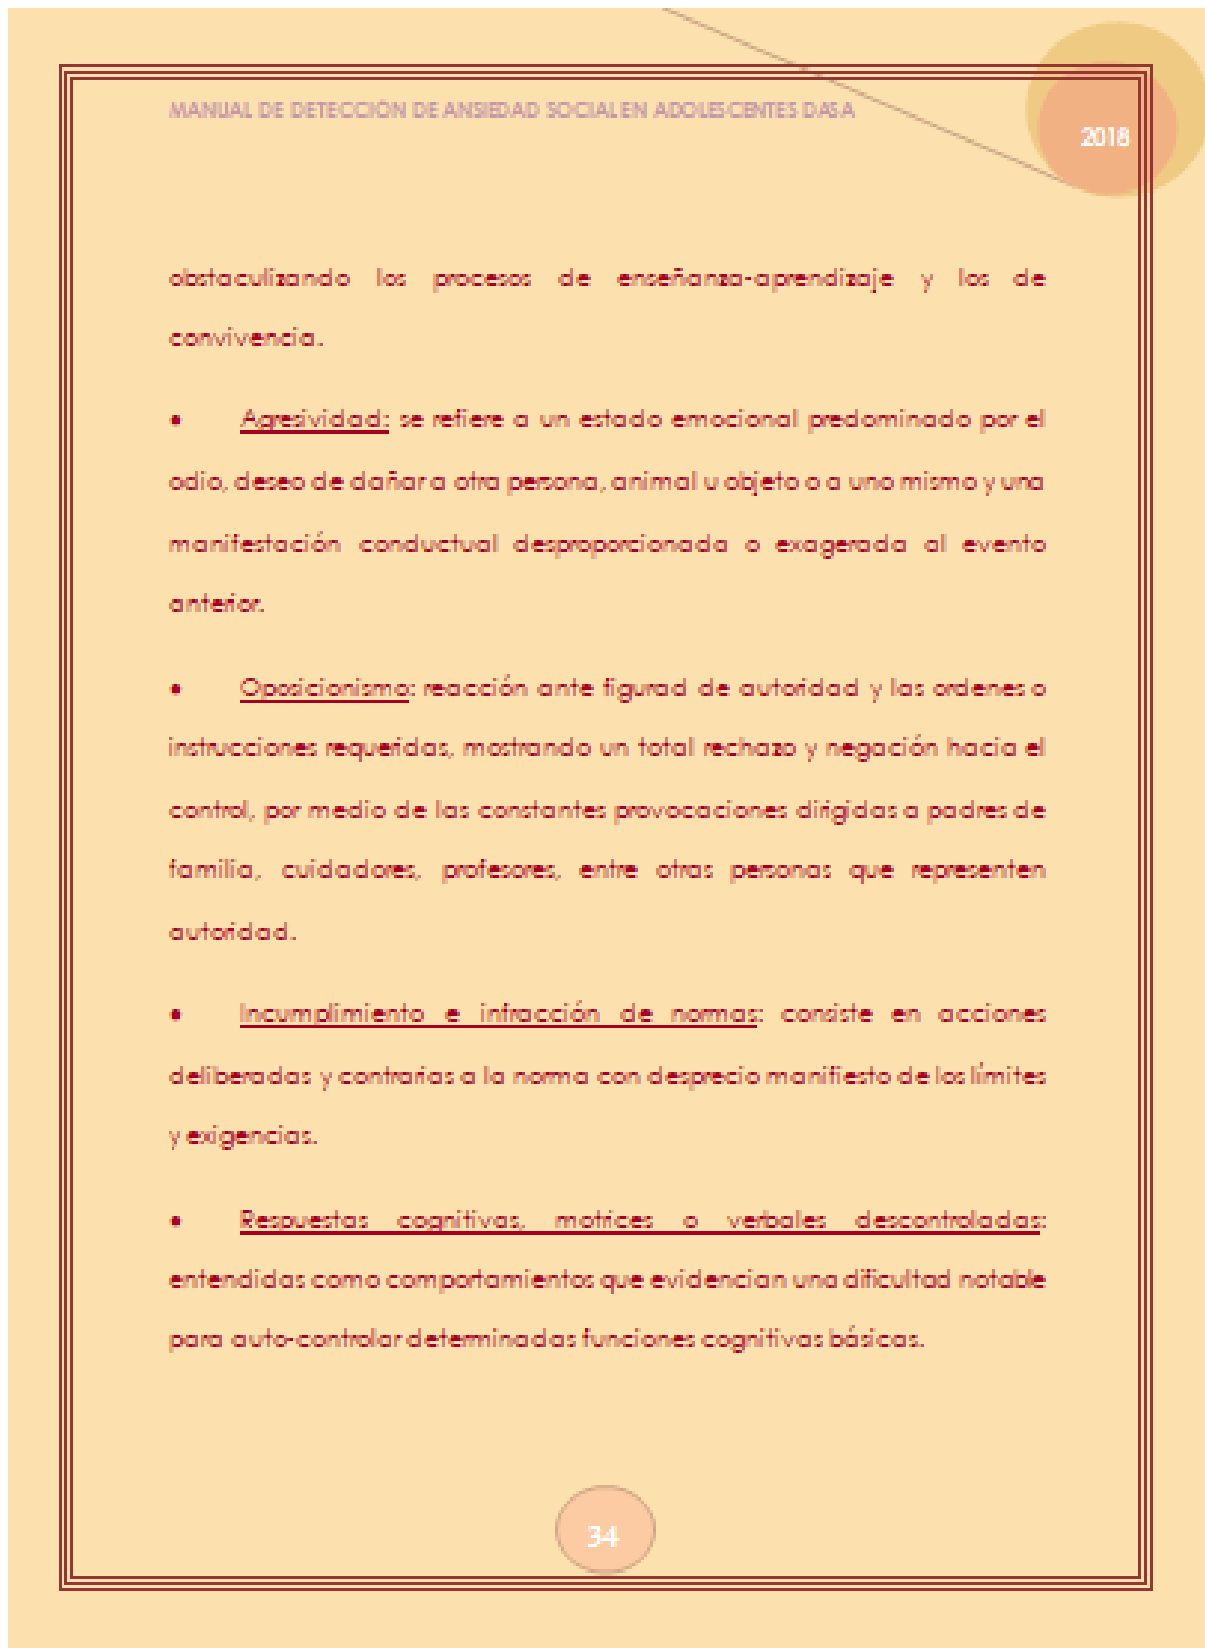 MANUAL DE DETECCIÓN DE ANSIEDAD SOCIAL EN ADOLESCENTES DASA
2018
obstaculizando los procesos de enseñanza-aprendizaje y los de
convivencia.
• Agresividad: se refiere a un estado emocional predominado por el
odio, deseo de dañar a otra persona, animal u objeto o a uno mismo y una
manifestación conductual desproporcionada o exagerada al evento
anterior.
• Oposicionismo: reacción ante figurad de autoridad y las ordenes o
instrucciones requeridas, mostrando un total rechazo y negación hacia el
control, por medio de las constantes provocaciones dirigidas a padres de
familia, cuidadores, profesores, entre otras personas que representen
autoridad.
• Incumplimiento e infracción de normas: consiste en acciones
deliberadas y contrarias a la norma con desprecio manifiesto de los límites
y exigencias.
• Respuestas cognitivas, motrices o verbales descontroladas:
entendidas como comportamientos que evidencian una dificultad notable
para auto-controlar determinadas funciones cognitivas básicas.
34